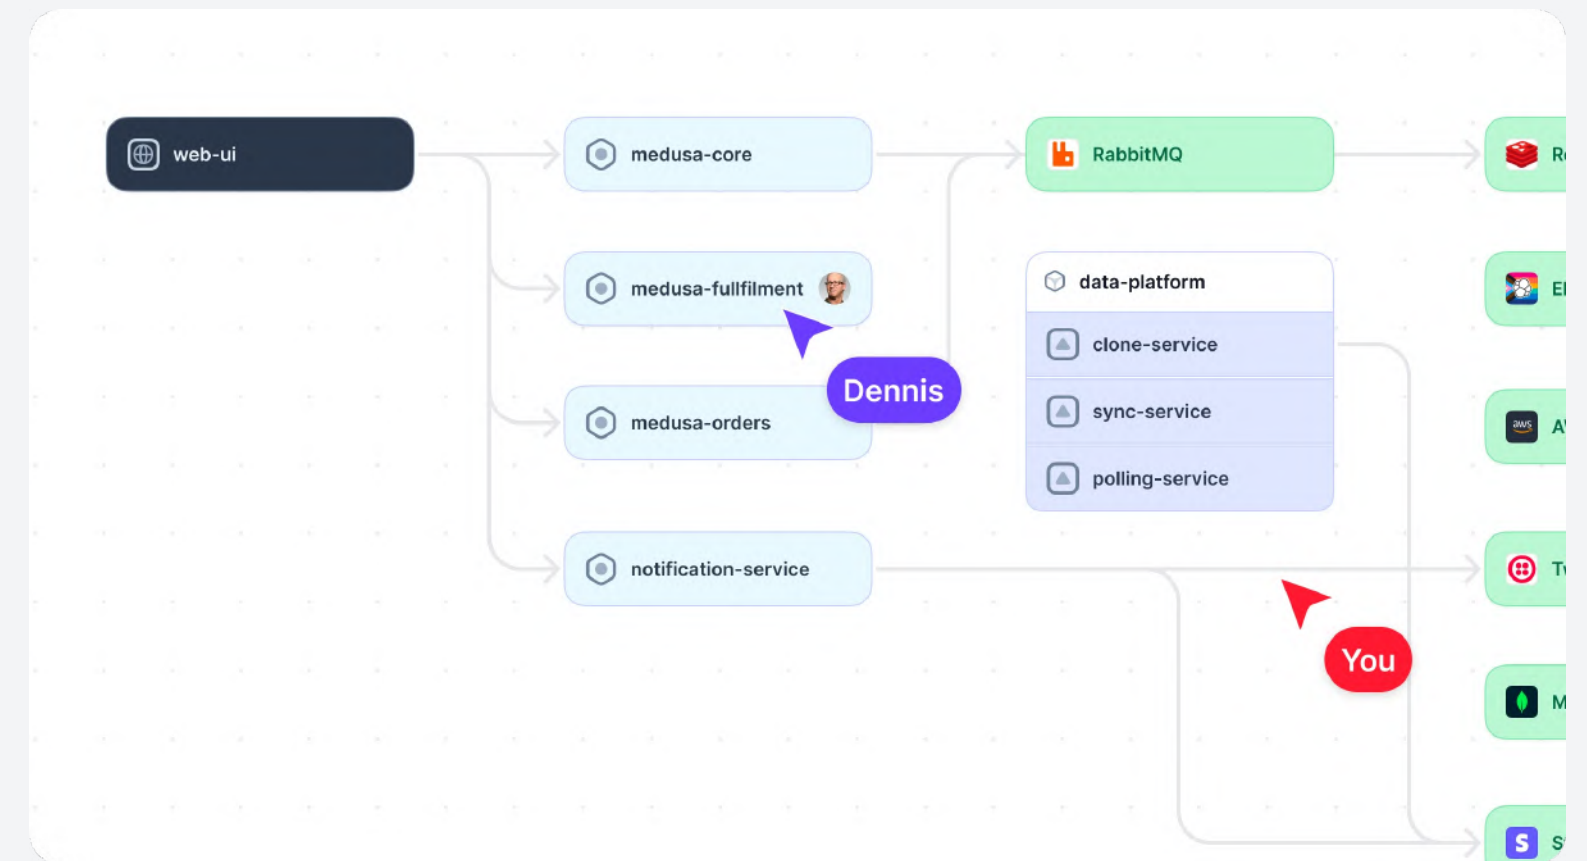 web-ui
medusa-core
RabbitMQ
medusa-fullfilment
data-platform
clone-service
Dennis
sync-service
medusa-orders
aws
polling-service
notification-service
You